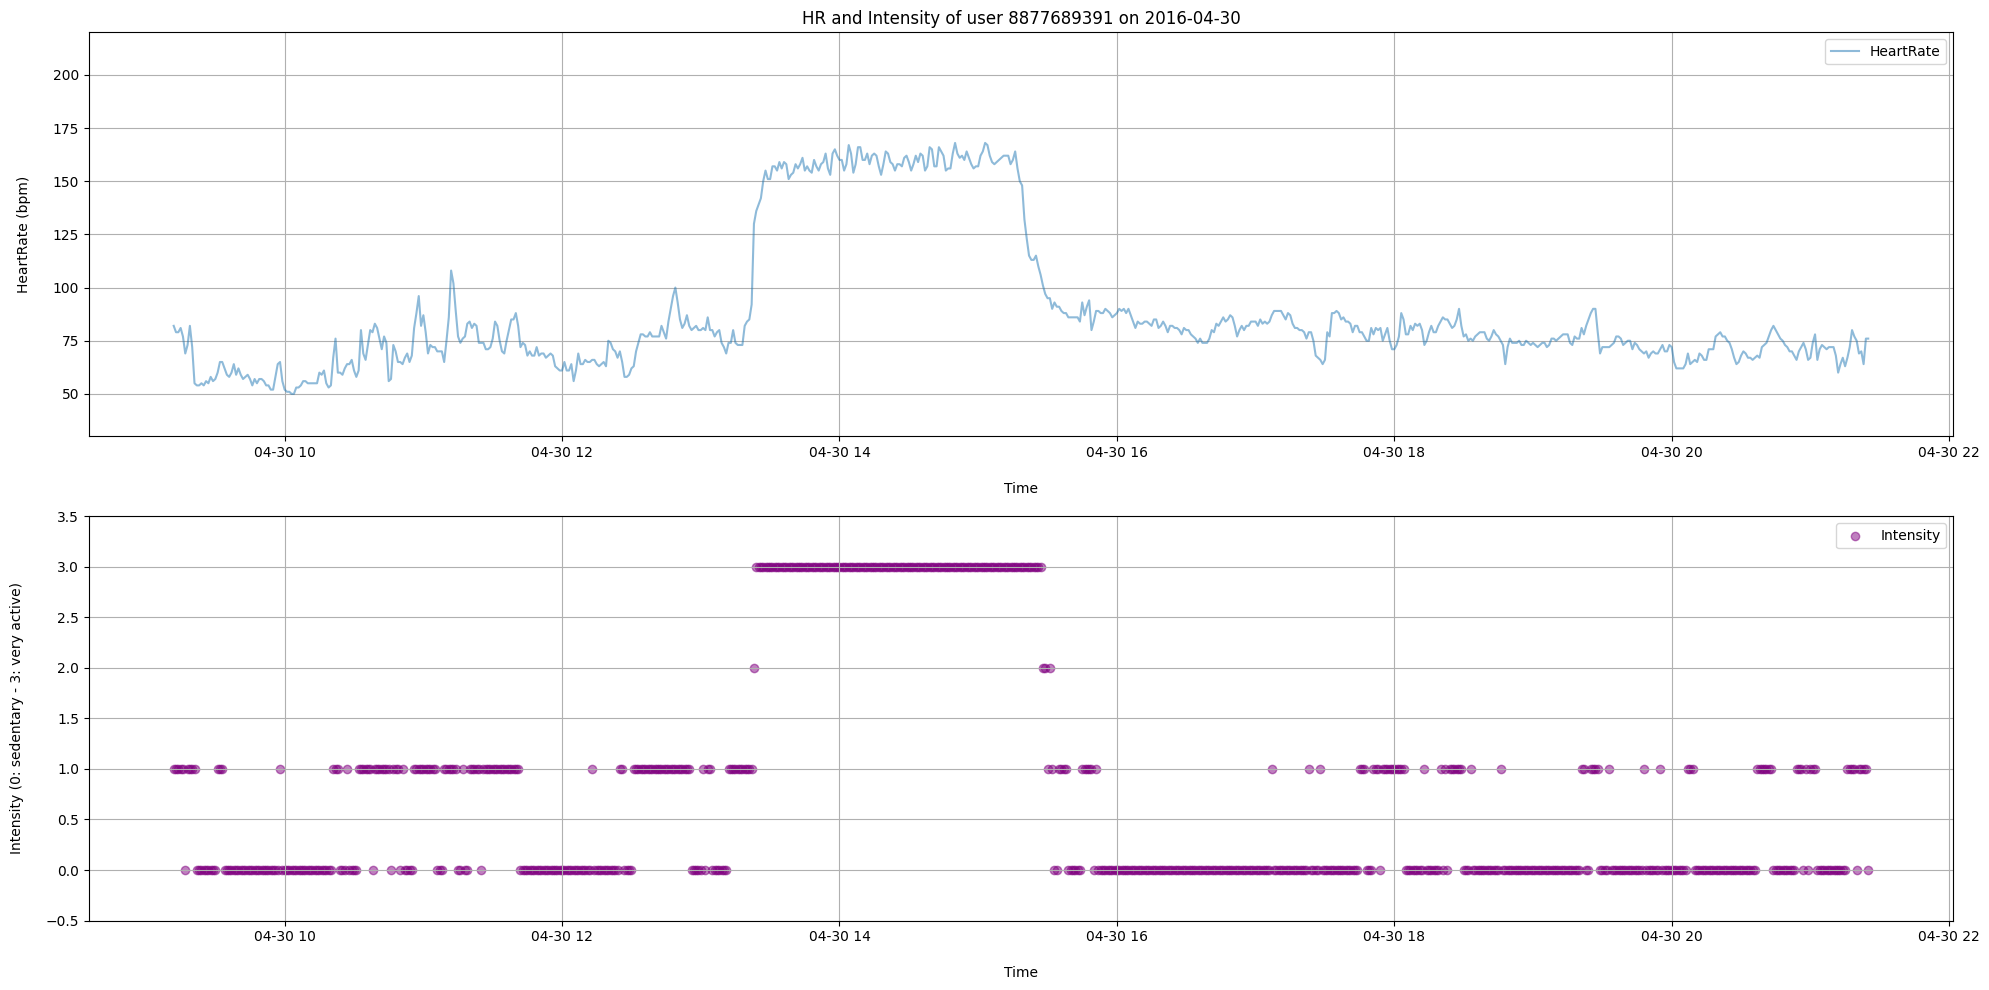 HR and Intensity of user 8877689391 on 2016-04-30
HeartRate
200
175
150
125
100
75
50
HeartRate (bpm)
04-30 10 04-30 12 04-30 14 04-30 16 04-30 18 04-30 20 04-30 22
Time
Intensity
3.5
3.0
2.5
2.0
1.5
1.0
0.5
0.0
−0.5
Intensity (0: sedentary - 3: very active)
04-30 10 04-30 12 04-30 14 04-30 16 04-30 18 04-30 20 04-30 22
Time